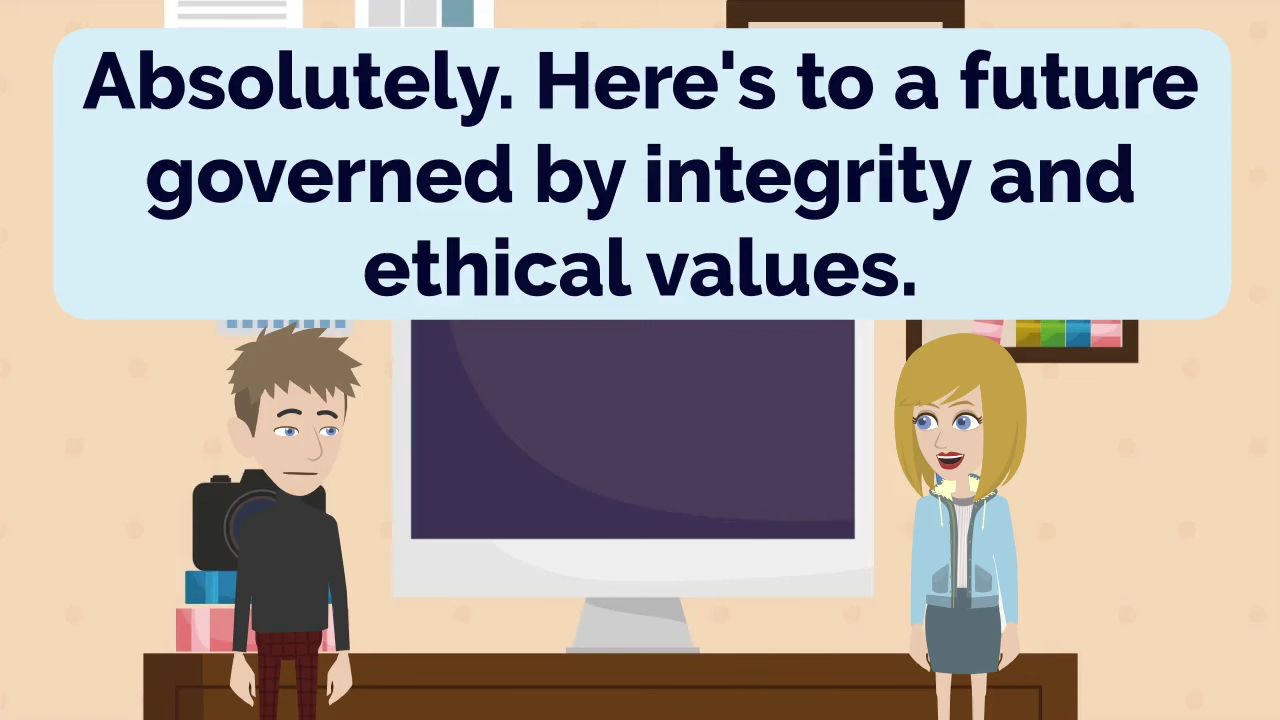 Absolutely. Here's to a future
governed by integrity and
ethical values.